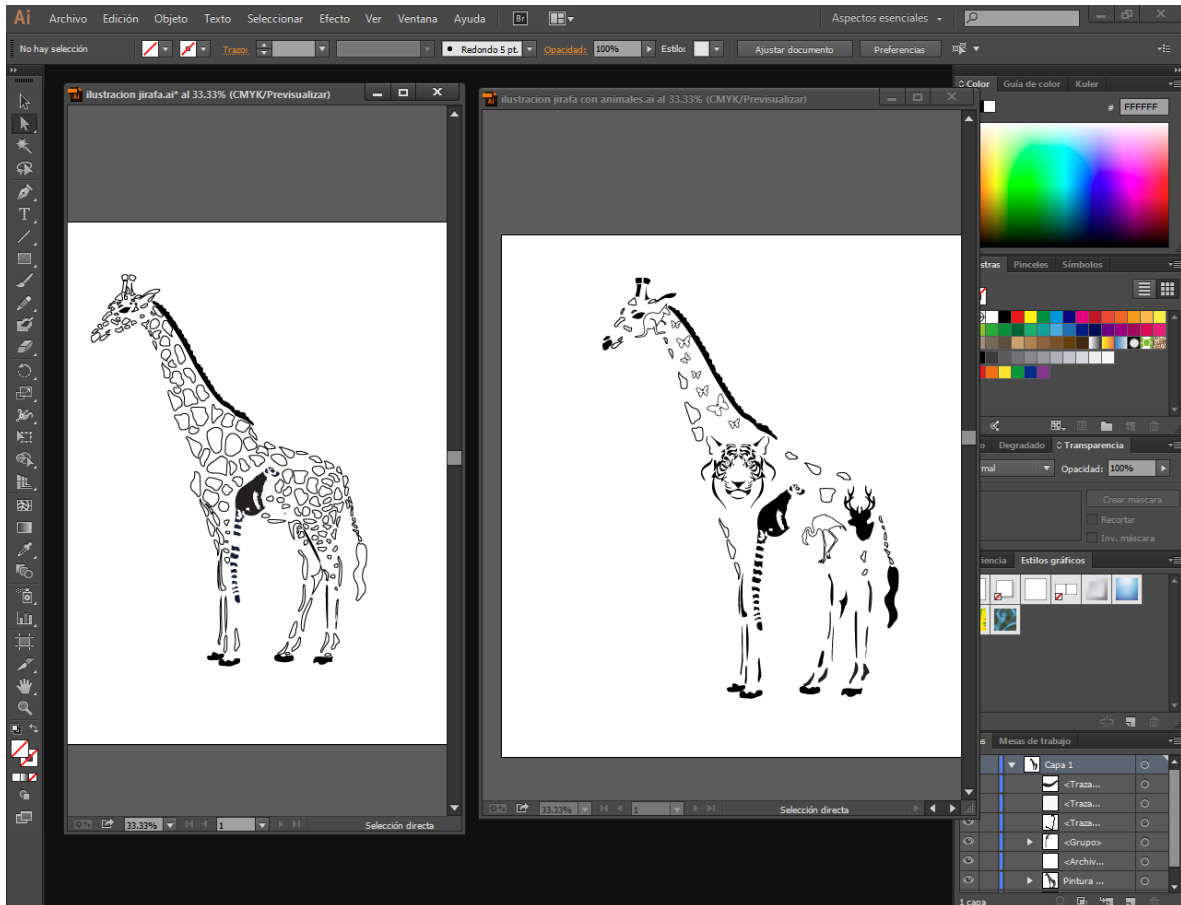 Ai Archivo Edición Objeto Texto Seleccionar Efecto Ver Ventana Ayuda Br Aspectos esenciales
No hay selección Trazo: Redondo 5 pt. Opacidad: 100% Estilo: Ajustar documento Preferencias
ilustracion jirafa.ai* al 33.33% (CMYK/Previsualizar)
33.33% 1 Selección directa
ilustracion jirafa con animales.ai al 33.33% (CMYK/Previsualizar)
33.33% 1 Selección directa
Color Guía de color Kuler
# FFFFFF
stras Pinceles Símbolos
o Degradado Transparencia
mal Opacidad: 100%
Crear máscara
Recortar
Inv. máscara
riencia Estilos gráficos
as Mesas de trabajo
Capa 1
<Traza...
<Traza...
<Traza...
<Grupo>
<Archiv...
Pintura ...
1 capa